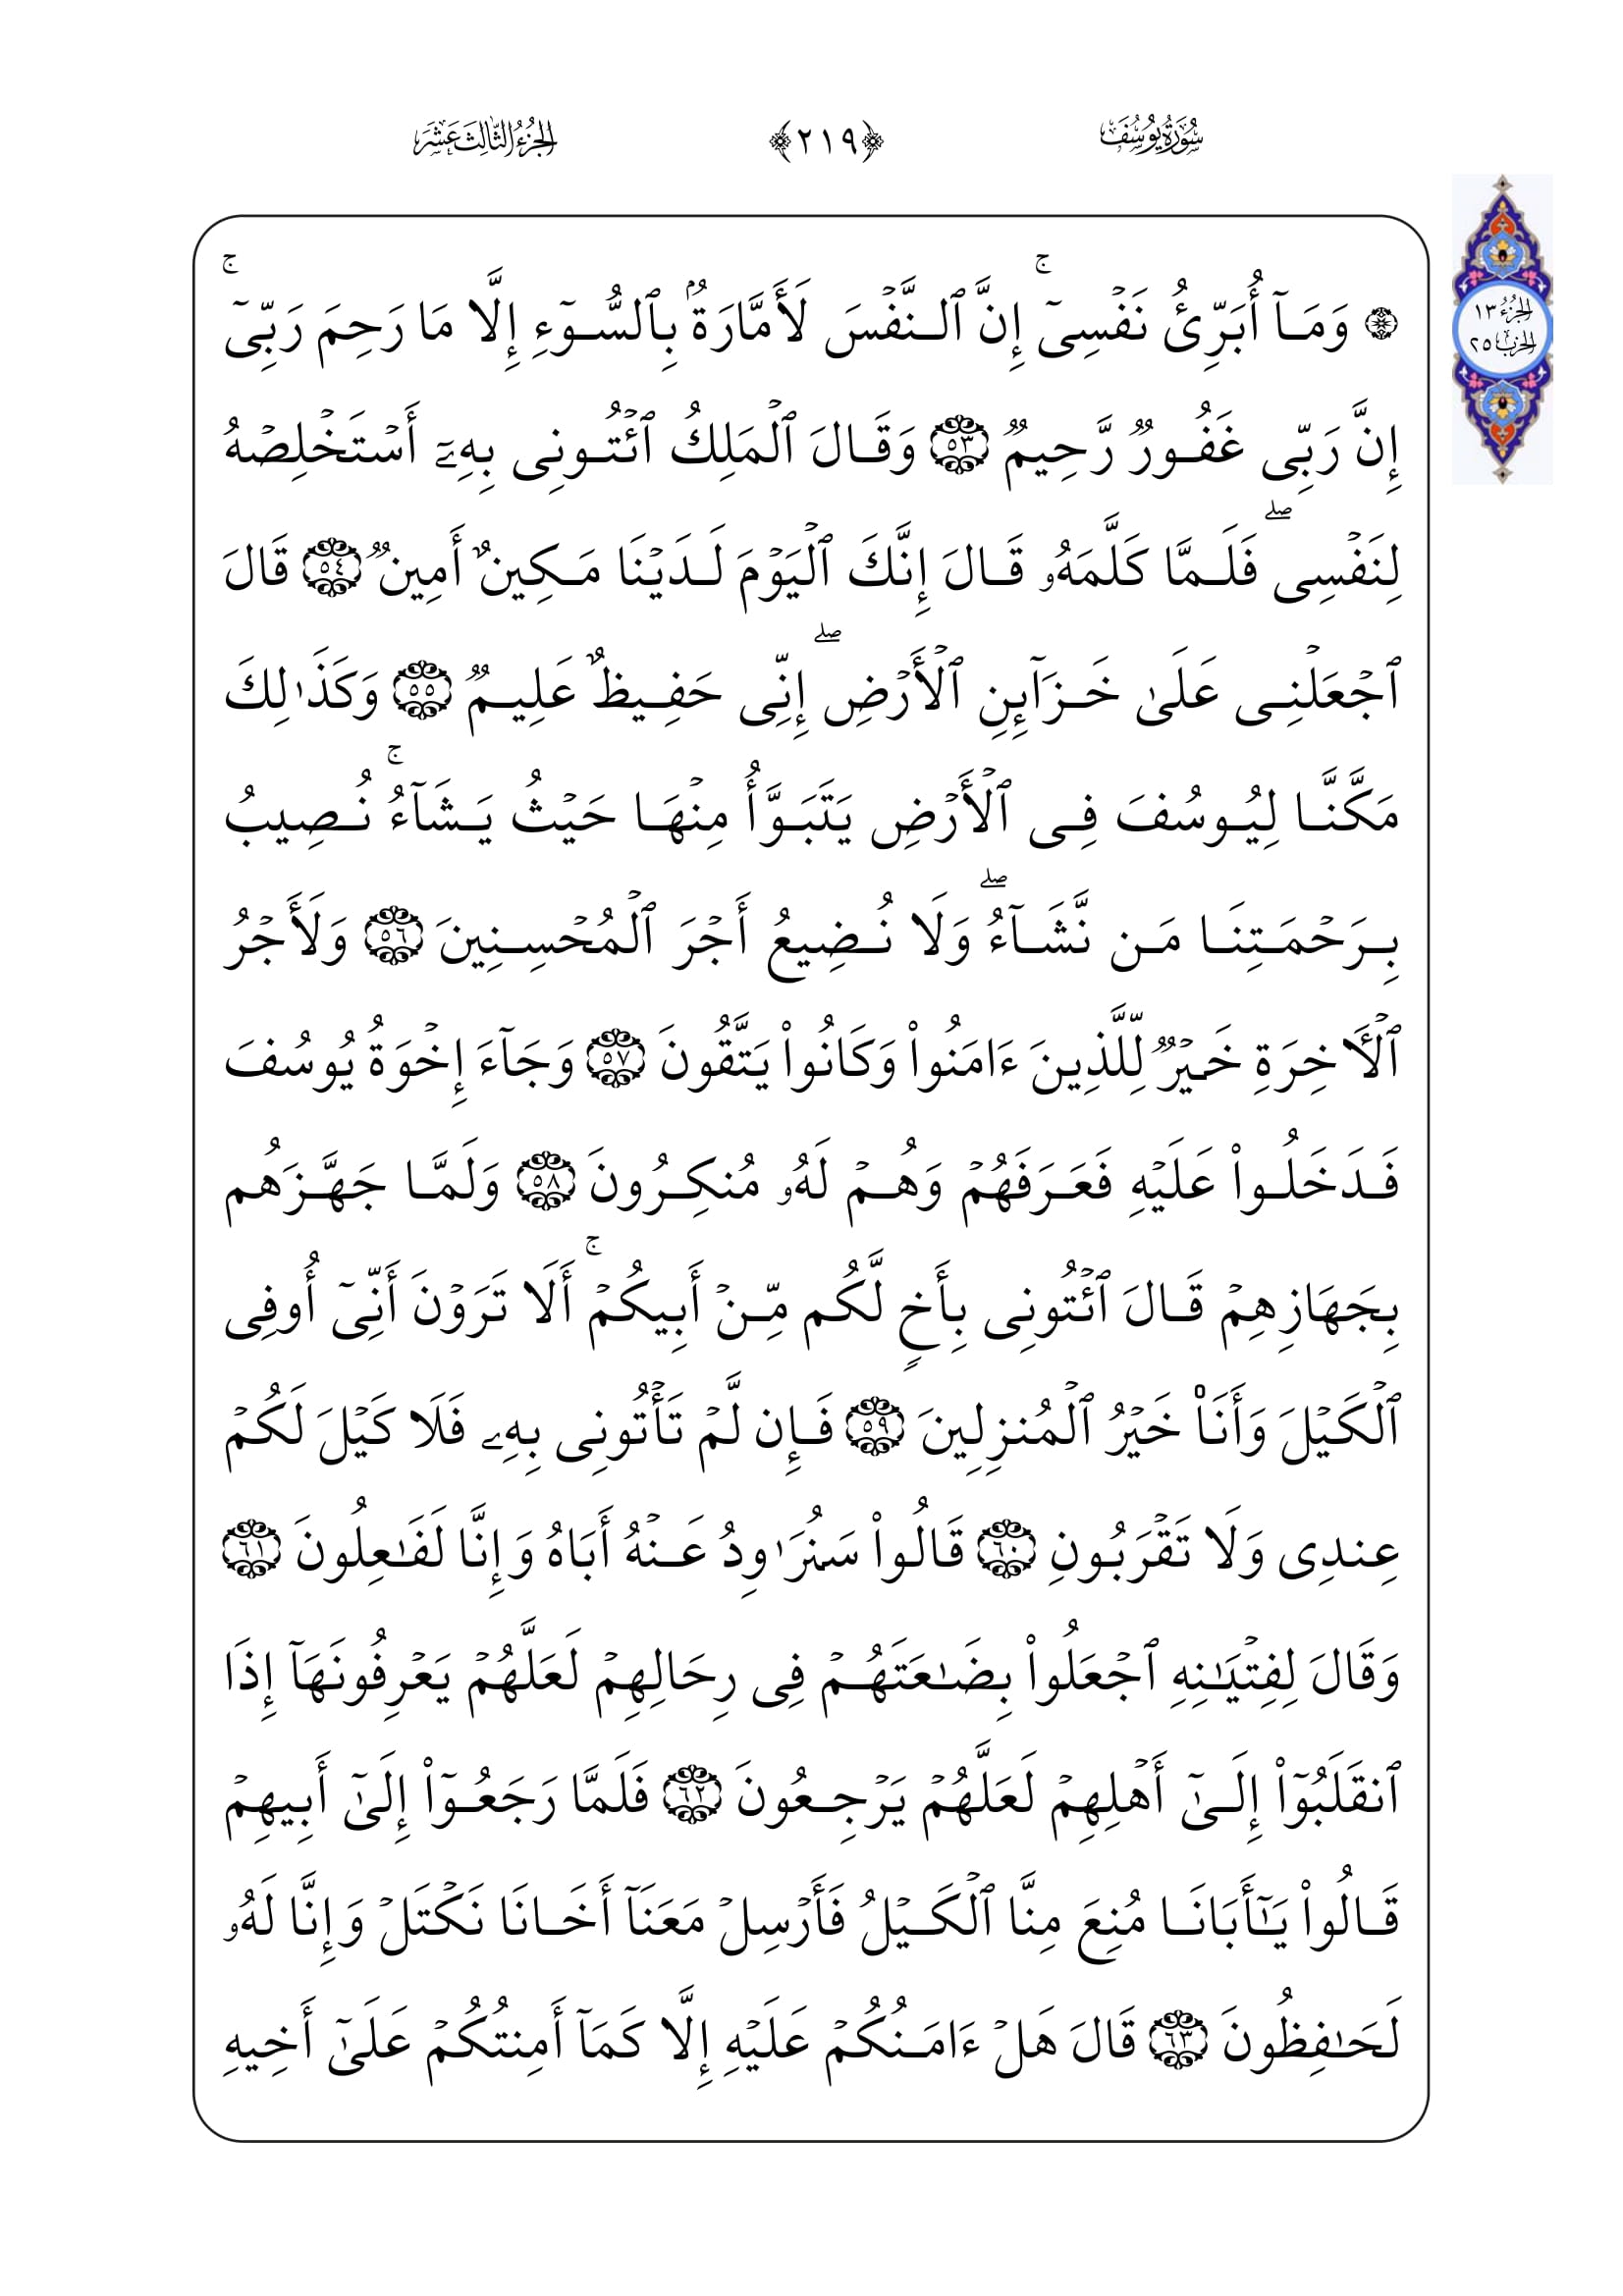 سُورَةُ يُوسُفَ
﴿٢١٩﴾
الجُزْءُ الثَّالِثَ عَشَرَ
الجُزْءُ ١٣
الحِزْبُ ٢٥
۞ وَمَآ أُبَرِّئُ نَفْسِىٓ ۚ إِنَّ ٱلنَّفْسَ لَأَمَّارَةٌۢ بِٱلسُّوٓءِ إِلَّا مَا رَحِمَ رَبِّىٓ ۚ
إِنَّ رَبِّى غَفُورٌ رَّحِيمٌ ٥٣ وَقَالَ ٱلْمَلِكُ ٱئْتُونِى بِهِۦٓ أَسْتَخْلِصْهُ
لِنَفْسِى ۖ فَلَمَّا كَلَّمَهُۥ قَالَ إِنَّكَ ٱلْيَوْمَ لَدَيْنَا مَكِينٌ أَمِينٌ ٥٤ قَالَ
ٱجْعَلْنِى عَلَىٰ خَزَآئِنِ ٱلْأَرْضِ ۖ إِنِّى حَفِيظٌ عَلِيمٌ ٥٥ وَكَذَٰلِكَ
مَكَّنَّا لِيُوسُفَ فِى ٱلْأَرْضِ يَتَبَوَّأُ مِنْهَا حَيْثُ يَشَآءُ ۚ نُصِيبُ
بِرَحْمَتِنَا مَن نَّشَآءُ ۖ وَلَا نُضِيعُ أَجْرَ ٱلْمُحْسِنِينَ ٥٦ وَلَأَجْرُ
ٱلْـَٔاخِرَةِ خَيْرٌ لِّلَّذِينَ ءَامَنُوا۟ وَكَانُوا۟ يَتَّقُونَ ٥٧ وَجَآءَ إِخْوَةُ يُوسُفَ
فَدَخَلُوا۟ عَلَيْهِ فَعَرَفَهُمْ وَهُمْ لَهُۥ مُنكِرُونَ ٥٨ وَلَمَّا جَهَّزَهُم
بِجَهَازِهِمْ قَالَ ٱئْتُونِى بِأَخٍ لَّكُم مِّنْ أَبِيكُمْ ۚ أَلَا تَرَوْنَ أَنِّىٓ أُوفِى
ٱلْكَيْلَ وَأَنَا۠ خَيْرُ ٱلْمُنزِلِينَ ٥٩ فَإِن لَّمْ تَأْتُونِى بِهِۦ فَلَا كَيْلَ لَكُمْ
عِندِى وَلَا تَقْرَبُونِ ٦٠ قَالُوا۟ سَنُرَٰوِدُ عَنْهُ أَبَاهُ وَإِنَّا لَفَـٰعِلُونَ ٦١
وَقَالَ لِفِتْيَـٰنِهِ ٱجْعَلُوا۟ بِضَـٰعَتَهُمْ فِى رِحَالِهِمْ لَعَلَّهُمْ يَعْرِفُونَهَآ إِذَا
ٱنقَلَبُوٓا۟ إِلَىٰٓ أَهْلِهِمْ لَعَلَّهُمْ يَرْجِعُونَ ٦٢ فَلَمَّا رَجَعُوٓا۟ إِلَىٰٓ أَبِيهِمْ
قَالُوا۟ يَـٰٓأَبَانَا مُنِعَ مِنَّا ٱلْكَيْلُ فَأَرْسِلْ مَعَنَآ أَخَانَا نَكْتَلْ وَإِنَّا لَهُۥ
لَحَـٰفِظُونَ ٦٣ قَالَ هَلْ ءَامَنُكُمْ عَلَيْهِ إِلَّا كَمَآ أَمِنتُكُمْ عَلَىٰٓ أَخِيهِ